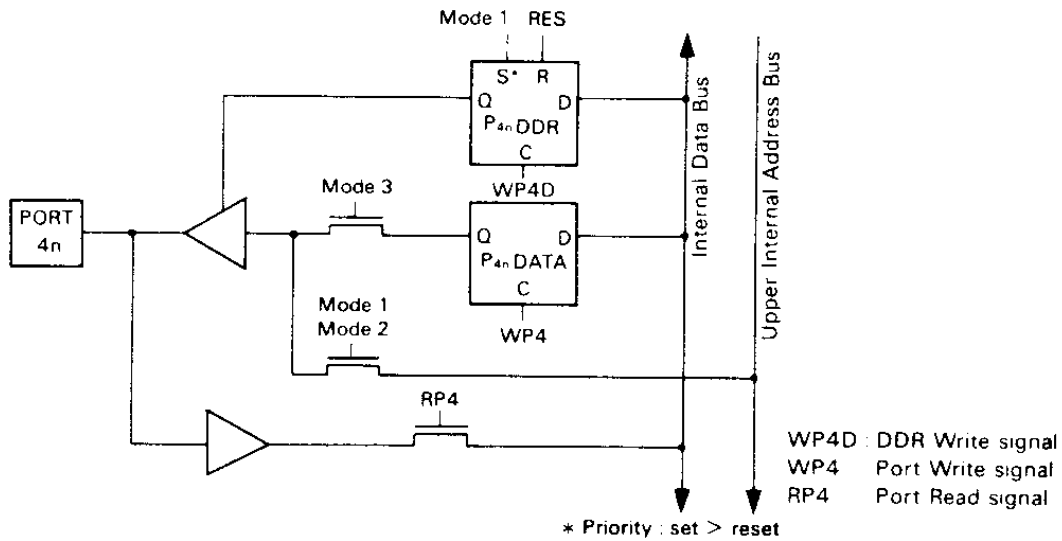 Mode 1 RES
S* R
Q D
P4n DDR
C
WP4D
Mode 3
PORT
4n
Q D
P4n DATA
C
WP4
Mode 1
Mode 2
RP4
Internal Data Bus
Upper Internal Address Bus
WP4D : DDR Write signal
WP4 Port Write signal
RP4 Port Read signal
* Priority : set > reset